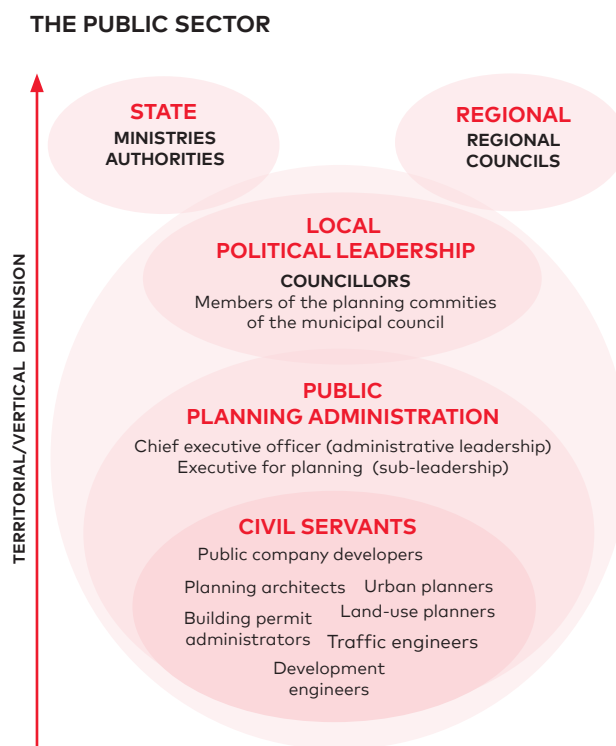 THE PUBLIC SECTOR
STATE
MINISTRIES
AUTHORITIES
REGIONAL
REGIONAL
COUNCILS
TERRITORIAL/VERTICAL DIMENSION
LOCAL
POLITICAL LEADERSHIP
COUNCILLORS
Members of the planning commities
of the municipal council
PUBLIC
PLANNING ADMINISTRATION
Chief executive officer (administrative leadership)
Executive for planning (sub-leadership)
CIVIL SERVANTS
Public company developers
Planning architects
Urban planners
Building permit
administrators
Land-use planners
Traffic engineers
Development
engineers